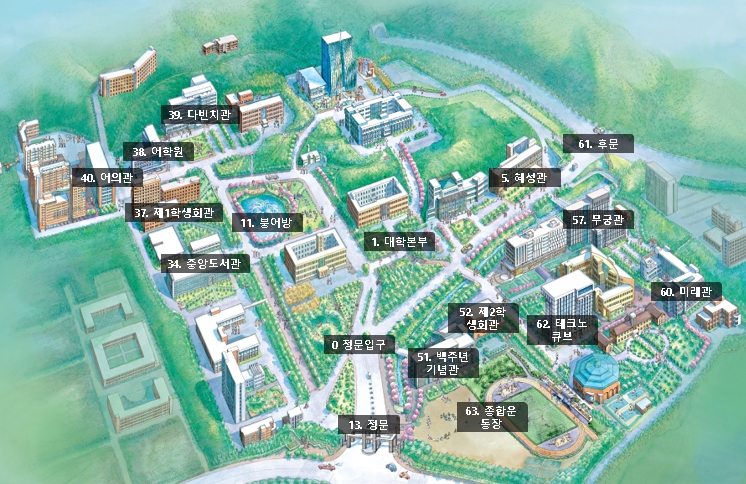 39. 다빈치관
38. 어학원
61. 후문
40. 어의관
5. 혜성관
37. 제1학생회관
11. 붕어방
57. 무궁관
1. 대학본부
34. 중앙도서관
60. 미래관
52. 제2학
생회관
62. 테크노
큐브
0 정문입구
51. 백주년
기념관
63. 종합운
동장
13. 정문